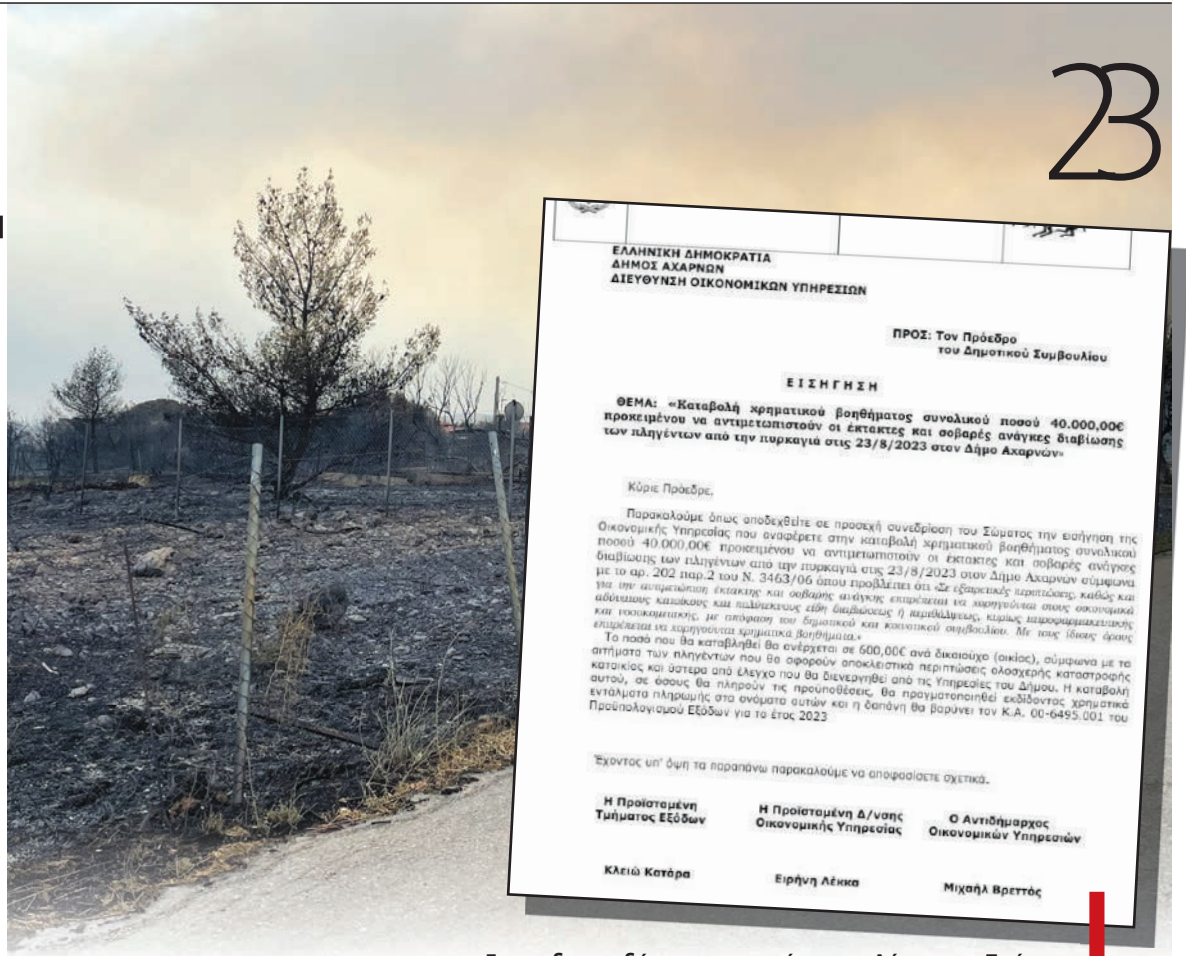 23
ΕΛΛΗΝΙΚΗ ΔΗΜΟΚΡΑΤΙΑ
ΔΗΜΟΣ ΑΧΑΡΝΩΝ
ΔΙΕΥΘΥΝΣΗ ΟΙΚΟΝΟΜΙΚΩΝ ΥΠΗΡΕΣΙΩΝ
ΠΡΟΣ: Τον Πρόεδρο
του Δημοτικού Συμβουλίου
ΕΙΣΗΓΗΣΗ
ΘΕΜΑ: «Καταβολή χρηματικού βοηθήματος συνολικού ποσού 40.000,00€
προκειμένου να αντιμετωπιστούν οι έκτακτες και σοβαρές ανάγκες διαβίωσης
των πληγέντων από την πυρκαγιά στις 23/8/2023 στον Δήμο Αχαρνών»
Κύριε Πρόεδρε,
Παρακαλούμε όπως αποδεχθείτε σε προσεχή συνεδρίαση του Σώματος την εισήγηση της
Οικονομικής Υπηρεσίας που αναφέρετε στην καταβολή χρηματικού βοηθήματος συνολικού
ποσού 40.000,00€ προκειμένου να αντιμετωπιστούν οι έκτακτες και σοβαρές ανάγκες
διαβίωσης των πληγέντων από την πυρκαγιά στις 23/8/2023 στον Δήμο Αχαρνών σύμφωνα
με το αρ. 202 παρ.2 του Ν. 3463/06 όπου προβλέπει ότι «Σε εξαιρετικές περιπτώσεις, καθώς και
για την αντιμετώπιση έκτακτης και σοβαρής ανάγκης επιτρέπεται να χορηγούνται στους οικονομικά
αδύνατους κατοίκους και πολύτεκνους είδη διαβιώσεως ή περιθάλψεως, κυρίως ιατροφαρμακευτικής
και νοσοκομειακής, με απόφαση του δημοτικού και κοινοτικού συμβουλίου. Με τους ίδιους όρους
επιτρέπεται να χορηγούνται χρηματικά βοηθήματα.»
Το ποσό που θα καταβληθεί θα ανέρχεται σε 600,00€ ανά δικαιούχο (οικίας), σύμφωνα με τα
αιτήματα των πληγέντων που θα αφορούν αποκλειστικά περιπτώσεις ολοσχερής καταστροφής
κατοικίας και ύστερα από έλεγχο που θα διενεργηθεί από τις Υπηρεσίες του Δήμου. Η καταβολή
αυτού, σε όσους θα πληρούν τις προϋποθέσεις, θα πραγματοποιηθεί εκδίδοντας χρηματικά
εντάλματα πληρωμής στα ονόματα αυτών και η δαπάνη θα βαρύνει τον Κ.Α. 00-6495.001 του
Προϋπολογισμού Εξόδων για το έτος 2023
Έχοντας υπ' όψη τα παραπάνω παρακαλούμε να αποφασίσετε σχετικά.
Η Προϊσταμένη Η Προϊσταμένη Δ/νσης Ο Αντιδήμαρχος
Τμήματος Εξόδων Οικονομικής Υπηρεσίας Οικονομικών Υπηρεσιών
Κλειώ Κατάρα Ειρήνη Λέκκα Μιχαήλ Βρεττός